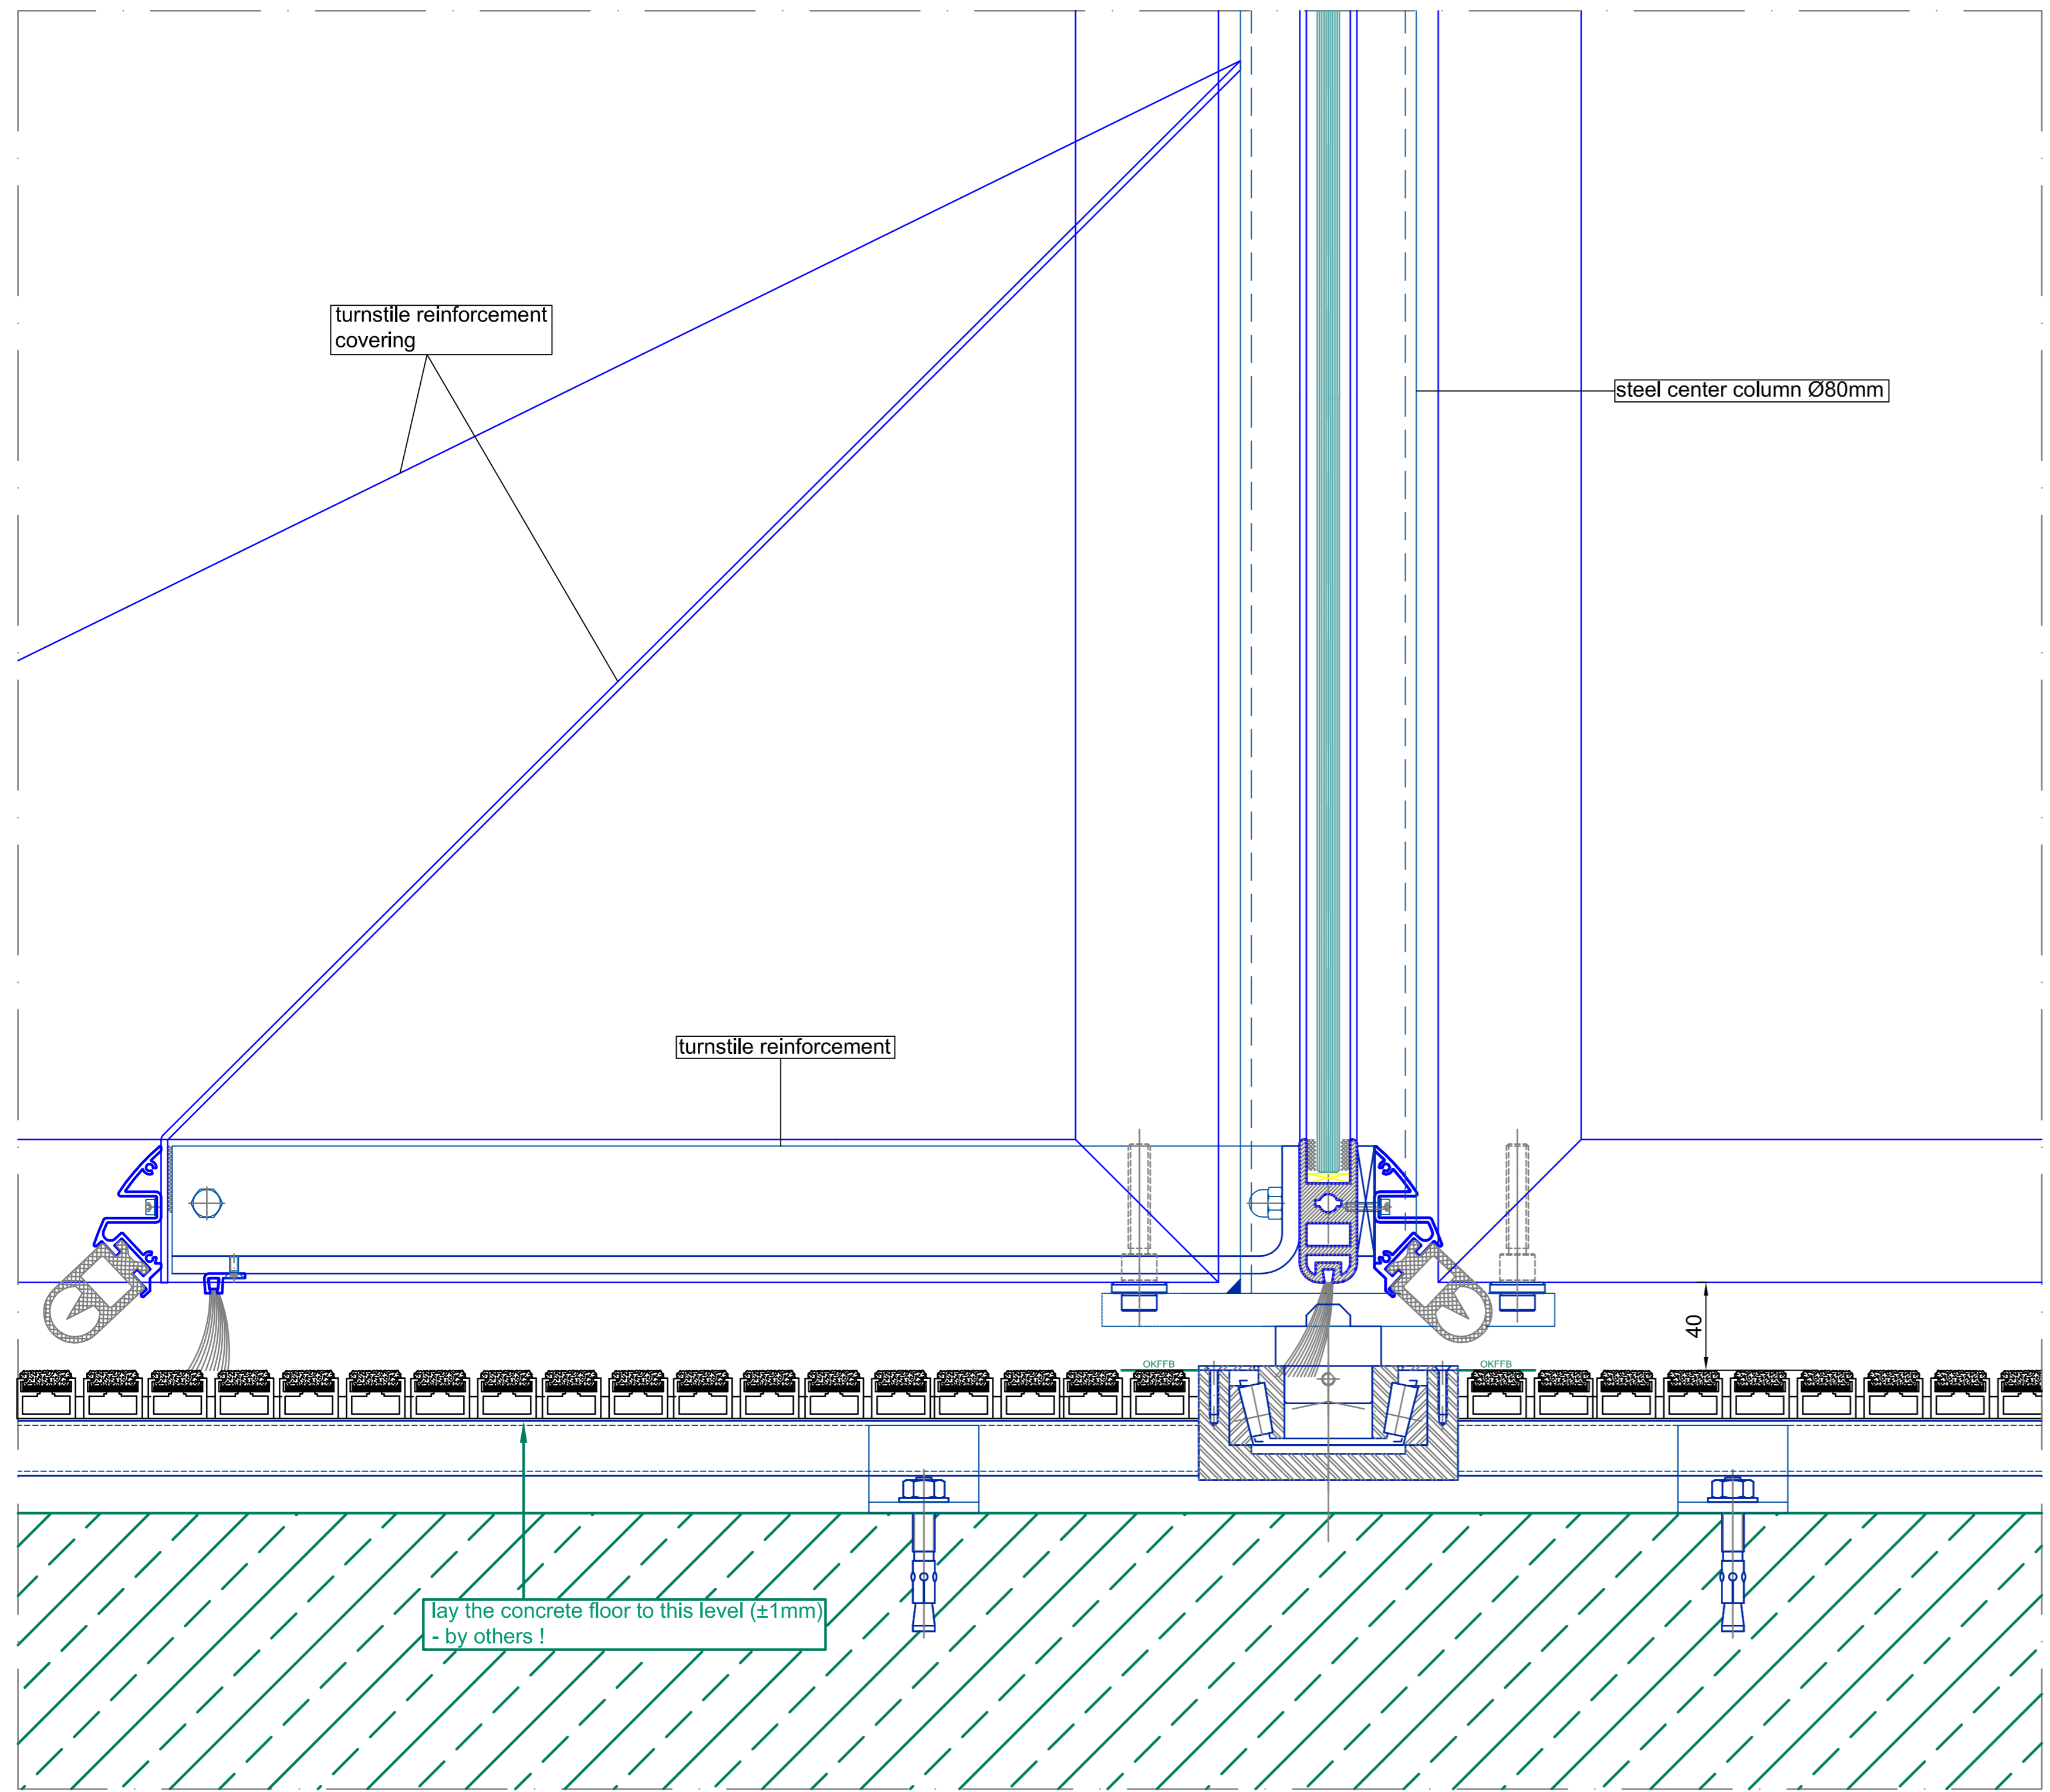 turnstile reinforcement
covering
steel center column Ø80mm
turnstile reinforcement
40
OKFFB
OKFFB
lay the concrete floor to this level (±1mm)
- by others !